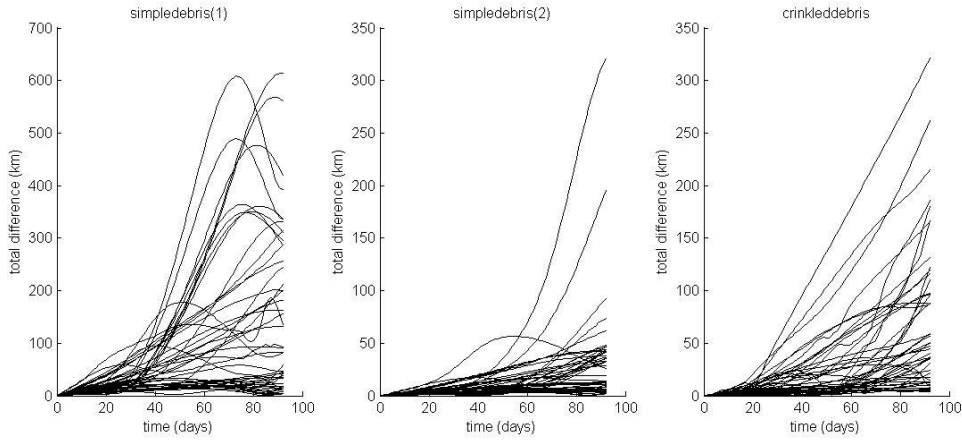 simpledebris(1)
700
600
500
400
300
200
100
0
total difference (km)
0 20 40 60 80 100
time (days)
simpledebris(2)
350
300
250
200
150
100
50
0
total difference (km)
0 20 40 60 80 100
time (days)
crinkleddebris
350
300
250
200
150
100
50
0
total difference (km)
0 20 40 60 80 100
time (days)